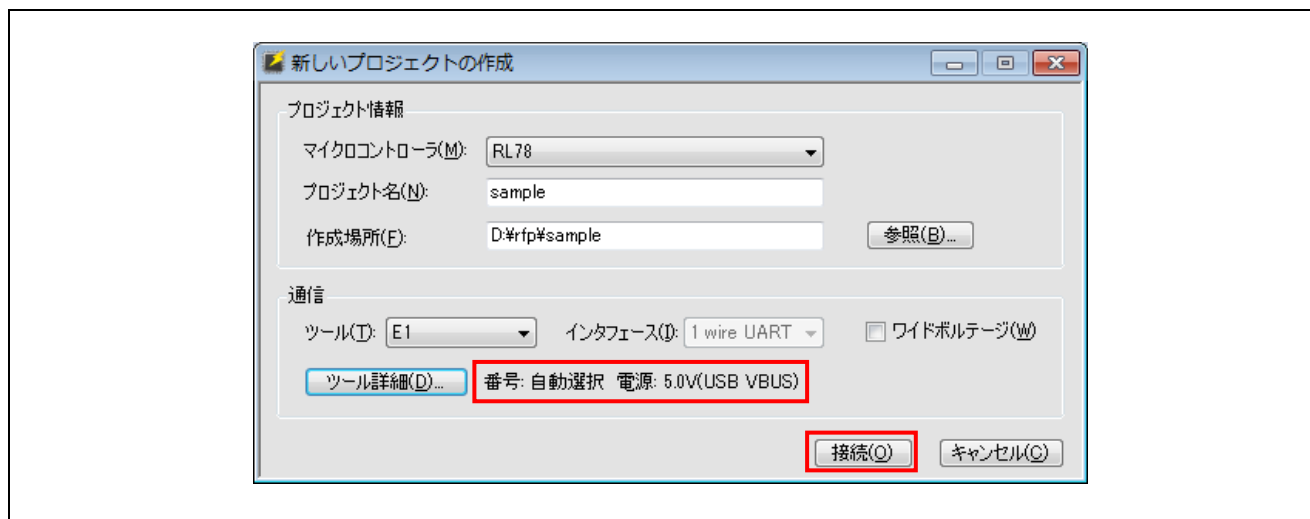 新しいプロジェクトの作成
プロジェクト情報
マイクロコントローラ(M): RL78
プロジェクト名(N): sample
作成場所(F): D:¥rfp¥sample 参照(B)...
通信
ツール(T): E1 インタフェース(I): 1 wire UART ワイドボルテージ(W)
ツール詳細(D)... 番号: 自動選択 電源: 5.0V(USB VBUS)
接続(O) キャンセル(C)